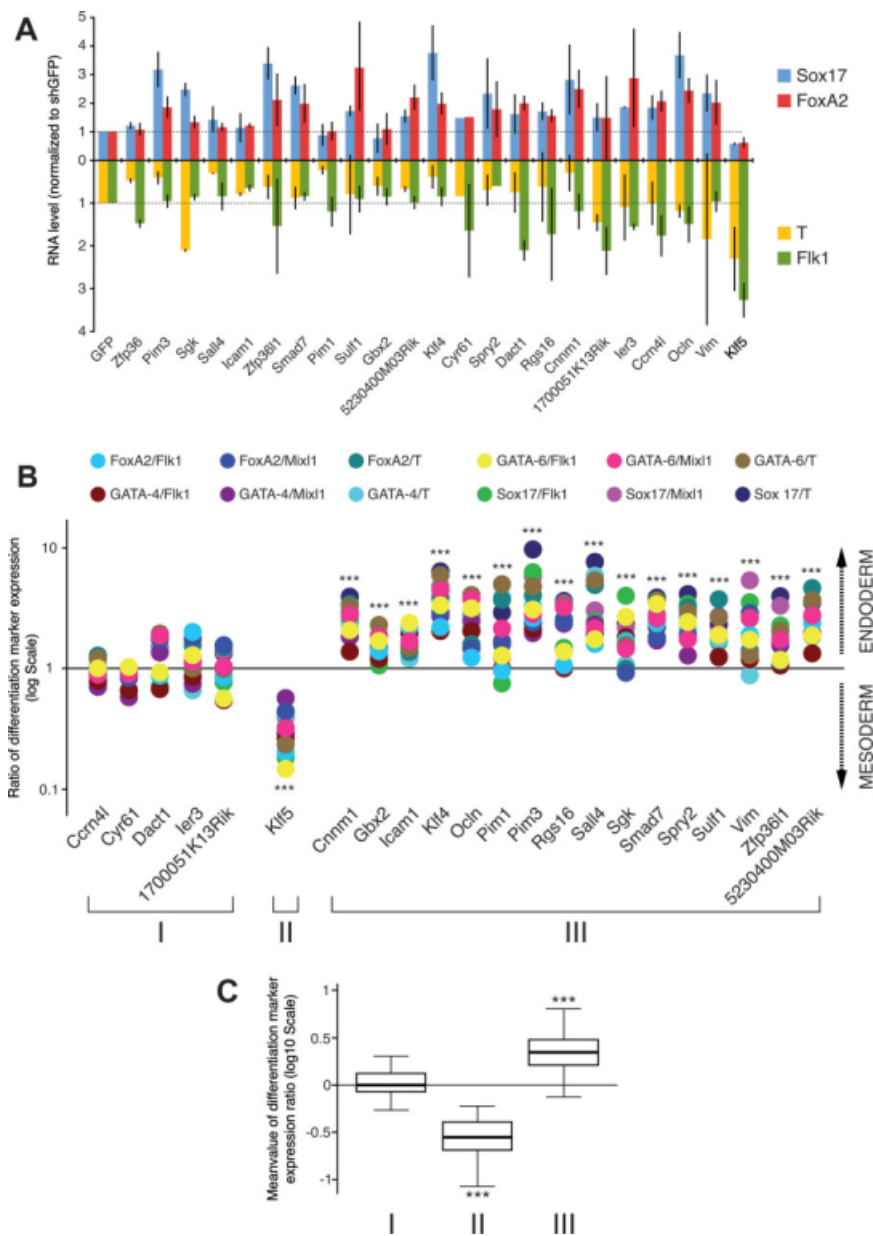 A
RNA level (normalized to shGFP)
5
4
3
2
1
0
1
2
3
4
Sox17
FoxA2
T
Flk1
GFP
Zfp36
Pim3
Sgk
Sall4
Icam1
Zfp36l1
Smad7
Pim1
Sulf1
Gbx2
5230400M03Rik
Klf4
Cyr61
Spry2
Dact1
Rgs16
Cnnm1
1700051K13Rik
Ier3
Ccrn4l
Ocln
Vim
Klf5
B
FoxA2/Flk1 FoxA2/Mixl1 FoxA2/T GATA-6/Flk1 GATA-6/Mixl1 GATA-6/T
GATA-4/Flk1 GATA-4/Mixl1 GATA-4/T Sox17/Flk1 Sox17/Mixl1 Sox 17/T
Ratio of differentiation marker expression
(log Scale)
10
1
0.1
*** *** *** *** *** *** *** *** *** *** *** *** *** *** *** ***
***
ENDODERM
MESODERM
Ccrn4l
Cyr61
Dact1
Ier3
1700051K13Rik
Klf5
Cnnm1
Gbx2
Icam1
Klf4
Ocln
Pim1
Pim3
Rgs16
Sall4
Sgk
Smad7
Spry2
Sulf1
Vim
Zfp36l1
5230400M03Rik
I II III
C
Meanvalue of differentiation marker
expression ratio (log10 Scale)
1
0.5
0
-0.5
-1
***
***
I II III